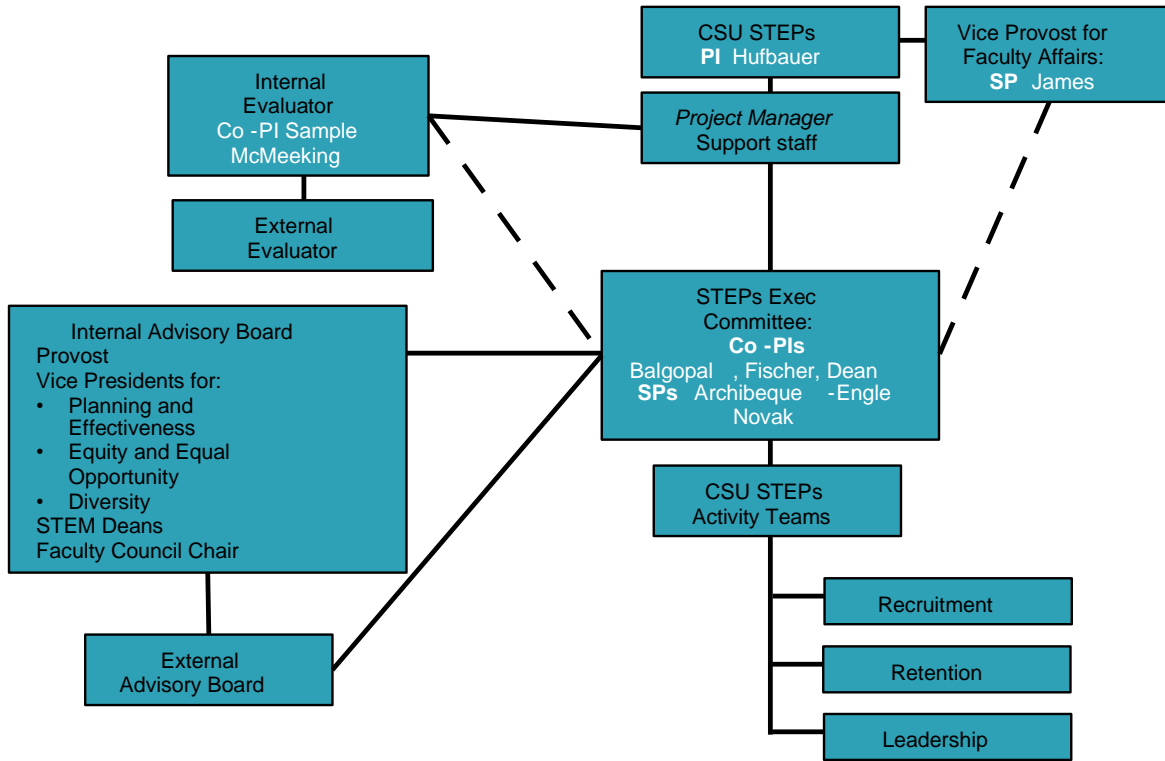 CSU STEPs
PI Hufbauer
Vice Provost for
Faculty Affairs:
SP James
Internal
Evaluator
Co -PI Sample
McMeeking
Project Manager
Support staff
External
Evaluator
STEPs Exec
Committee:
Co -PIs
Balgopal , Fischer, Dean
SPs Archibeque -Engle
Novak
Internal Advisory Board
Provost
Vice Presidents for:
• Planning and
Effectiveness
• Equity and Equal
Opportunity
• Diversity
STEM Deans
Faculty Council Chair
CSU STEPs
Activity Teams
External
Advisory Board
Recruitment
Retention
Leadership